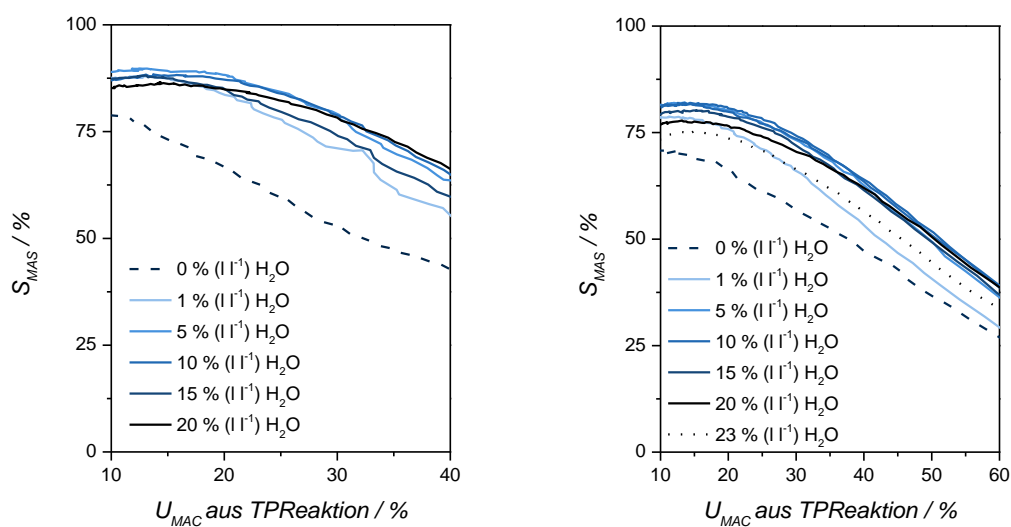 100
75
50
25
0
S_MAS / %
0 % (l l⁻¹) H₂O
1 % (l l⁻¹) H₂O
5 % (l l⁻¹) H₂O
10 % (l l⁻¹) H₂O
15 % (l l⁻¹) H₂O
20 % (l l⁻¹) H₂O
10 20 30 40
U_MAC aus TPReaktion / %
100
75
50
25
0
S_MAS / %
0 % (l l⁻¹) H₂O
1 % (l l⁻¹) H₂O
5 % (l l⁻¹) H₂O
10 % (l l⁻¹) H₂O
15 % (l l⁻¹) H₂O
20 % (l l⁻¹) H₂O
23 % (l l⁻¹) H₂O
10 20 30 40 50 60
U_MAC aus TPReaktion / %